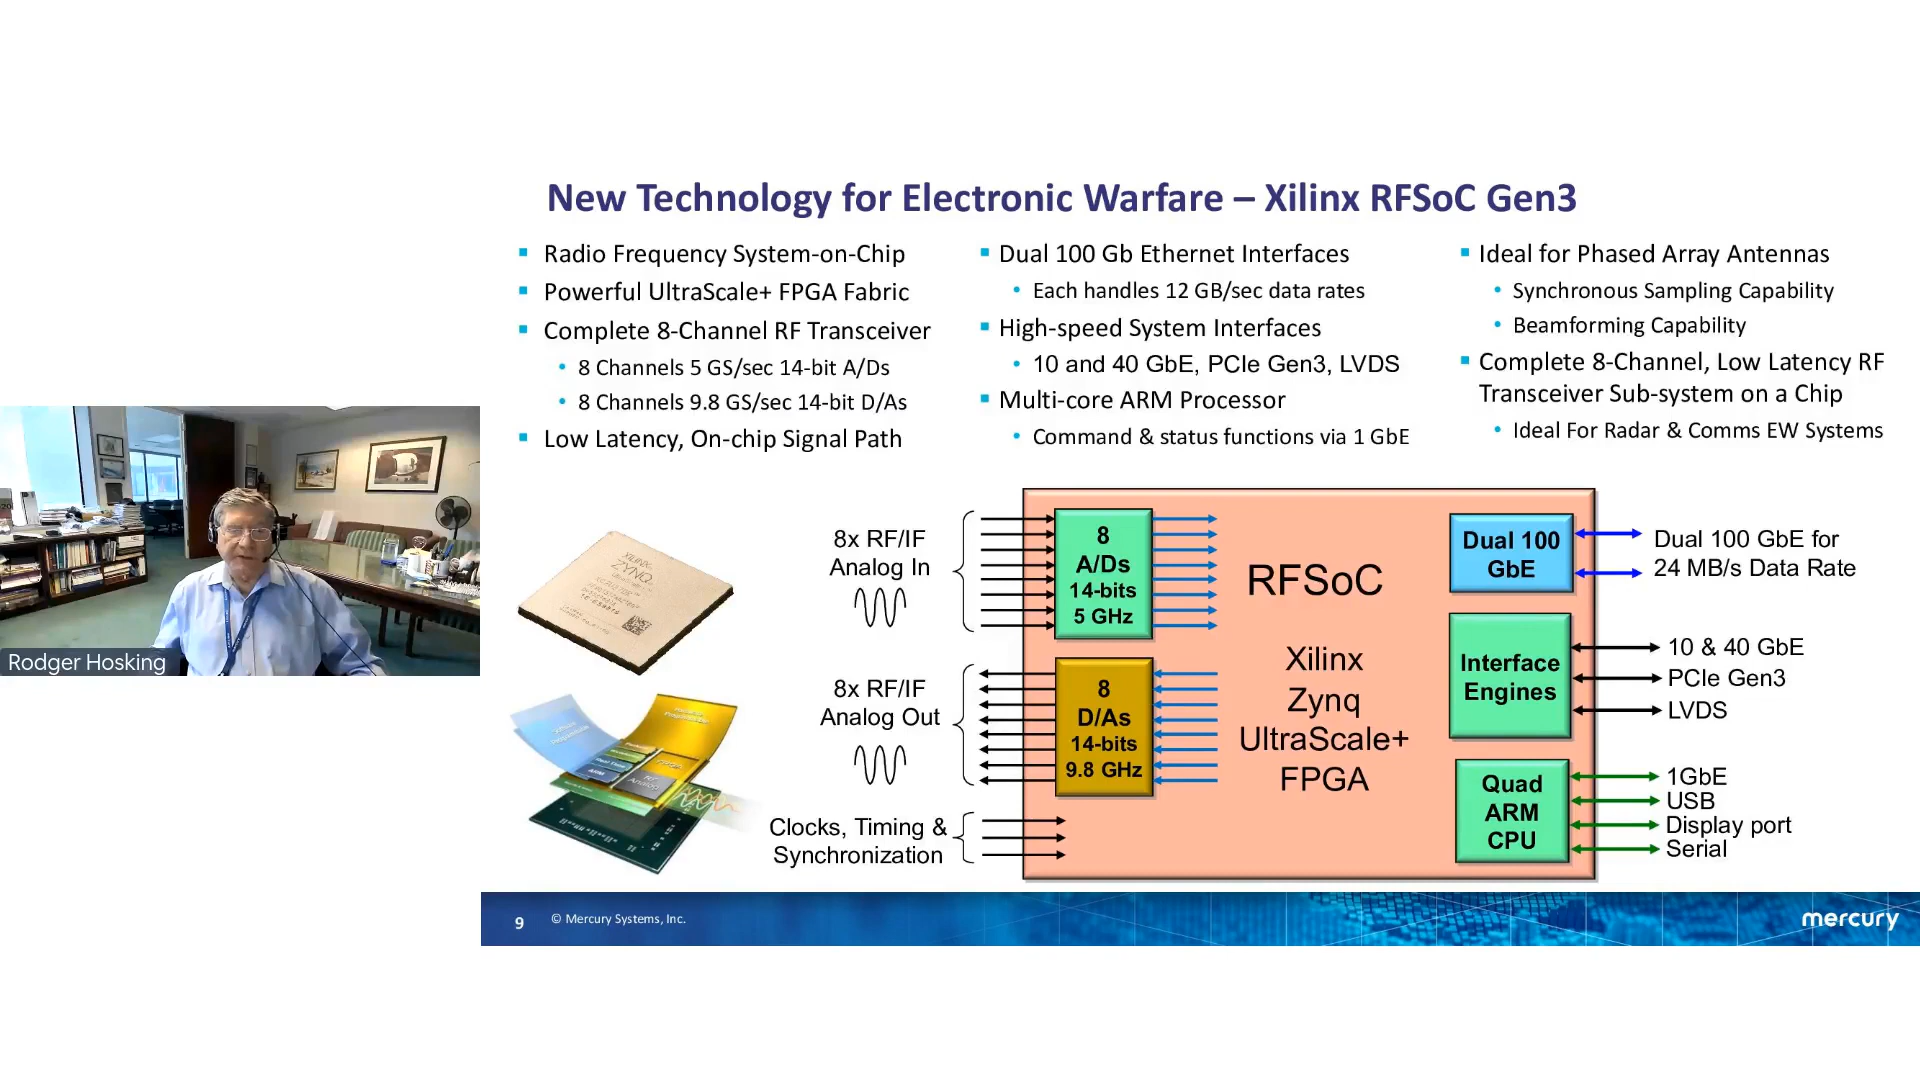 New Technology for Electronic Warfare – Xilinx RFSoC Gen3
Radio Frequency System-on-Chip
Powerful UltraScale+ FPGA Fabric
Complete 8-Channel RF Transceiver
8 Channels 5 GS/sec 14-bit A/Ds
8 Channels 9.8 GS/sec 14-bit D/As
Low Latency, On-chip Signal Path
Dual 100 Gb Ethernet Interfaces
Each handles 12 GB/sec data rates
High-speed System Interfaces
10 and 40 GbE, PCIe Gen3, LVDS
Multi-core ARM Processor
Command & status functions via 1 GbE
Ideal for Phased Array Antennas
Synchronous Sampling Capability
Beamforming Capability
Complete 8-Channel, Low Latency RF
Transceiver Sub-system on a Chip
Ideal For Radar & Comms EW Systems
Rodger Hosking
XILINX
ZYNQ
8x RF/IF
Analog In
8
A/Ds
14-bits
5 GHz
8x RF/IF
Analog Out
8
D/As
14-bits
9.8 GHz
Clocks, Timing &
Synchronization
RFSoC
Xilinx
Zynq
UltraScale+
FPGA
Dual 100
GbE
Dual 100 GbE for
24 MB/s Data Rate
Interface
Engines
10 & 40 GbE
PCIe Gen3
LVDS
Quad
ARM
CPU
1GbE
USB
Display port
Serial
9
© Mercury Systems, Inc.
mercury